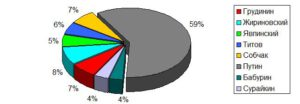 7%
6%
5%
8%
7%
4%
4%
59%
Грудинин
Жириновский
Явлинский
Титов
Собчак
Путин
Бабурин
Сурайкин